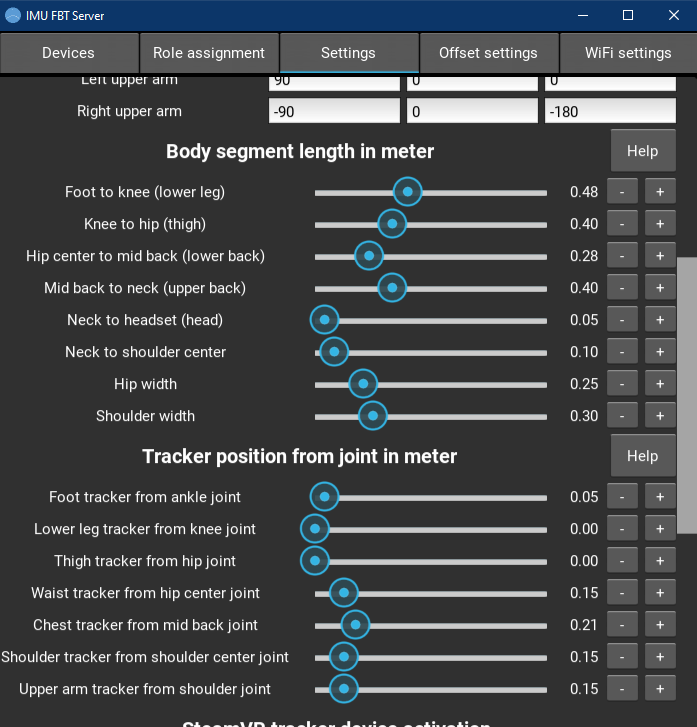 IMU FBT Server
Devices Role assignment Settings Offset settings WiFi settings
Left upper arm 90 0 0
Right upper arm -90 0 -180
Body segment length in meter Help
Foot to knee (lower leg) 0.48 - +
Knee to hip (thigh) 0.40 - +
Hip center to mid back (lower back) 0.28 - +
Mid back to neck (upper back) 0.40 - +
Neck to headset (head) 0.05 - +
Neck to shoulder center 0.10 - +
Hip width 0.25 - +
Shoulder width 0.30 - +
Tracker position from joint in meter Help
Foot tracker from ankle joint 0.05 - +
Lower leg tracker from knee joint 0.00 - +
Thigh tracker from hip joint 0.00 - +
Waist tracker from hip center joint 0.15 - +
Chest tracker from mid back joint 0.21 - +
Shoulder tracker from shoulder center joint 0.15 - +
Upper arm tracker from shoulder joint 0.15 - +
SteamVR tracker device activation